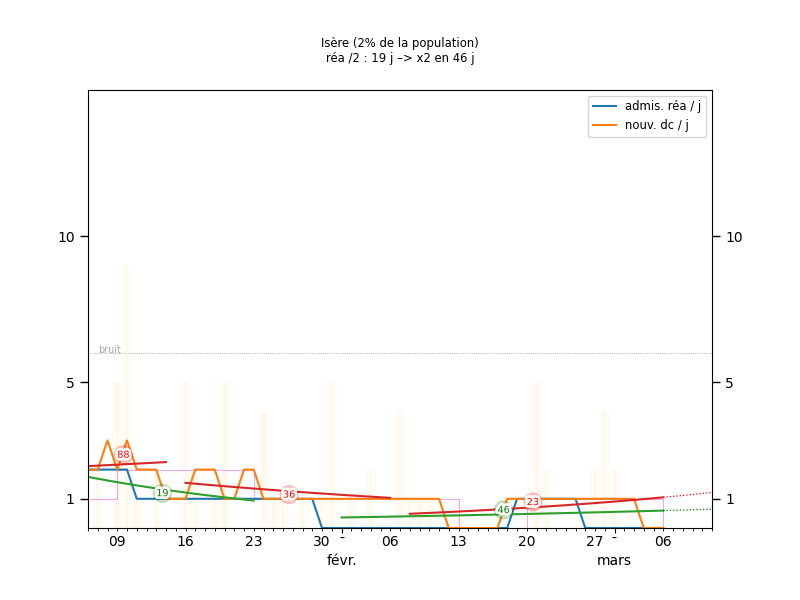 Isère (2% de la population)
réa /2 : 19 j –> x2 en 46 j
admis. réa / j
nouv. dc / j
10 10
bruit
5 5
88
19
36
46
23
1 1
09 16 23 30 - 06 13 20 27 - 06
févr. mars